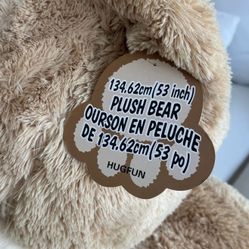 134,62cm(53 inch)
PLUSH BEAR
OURSON EN PELUCHE
DE 134,62cm(53 po)
HUGFUN